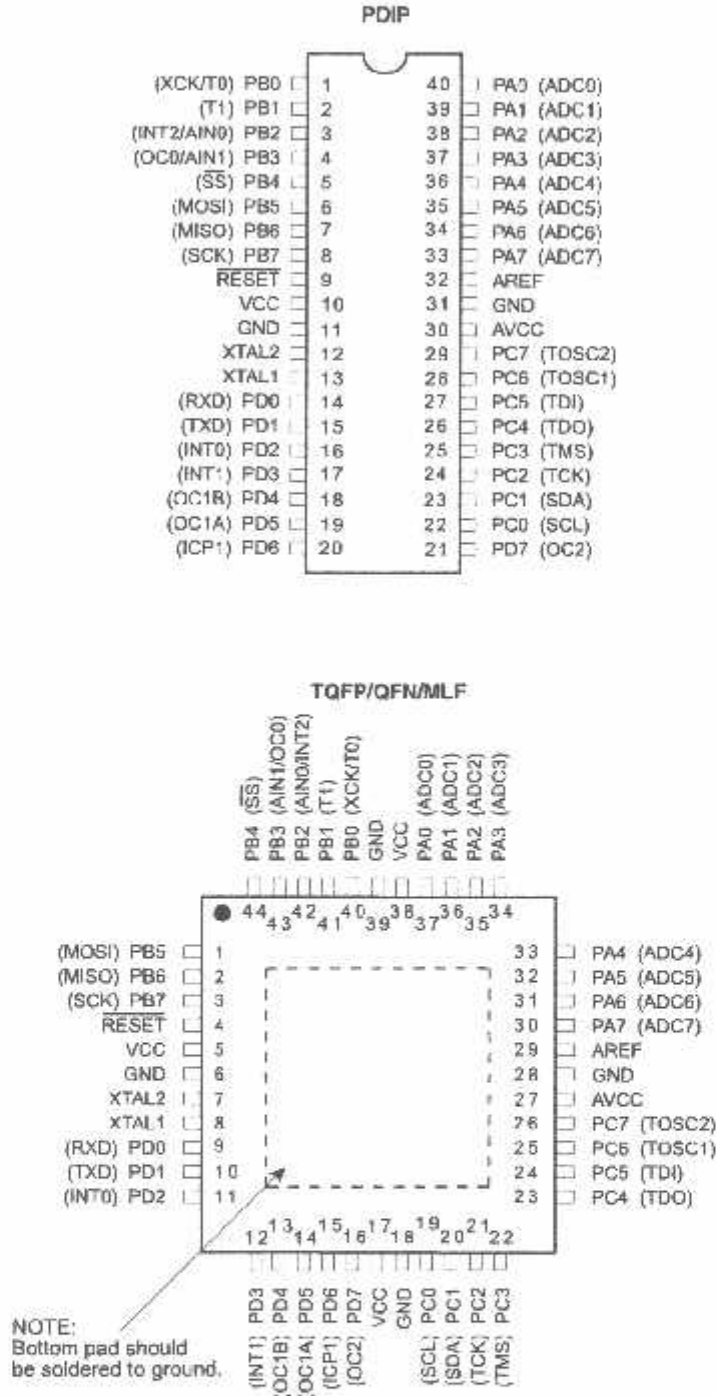 PDIP
(XCK/T0) PB0 1 40 PA0 (ADC0)
(T1) PB1 2 39 PA1 (ADC1)
(INT2/AIN0) PB2 3 38 PA2 (ADC2)
(OC0/AIN1) PB3 4 37 PA3 (ADC3)
(SS) PB4 5 36 PA4 (ADC4)
(MOSI) PB5 6 35 PA5 (ADC5)
(MISO) PB6 7 34 PA6 (ADC6)
(SCK) PB7 8 33 PA7 (ADC7)
RESET 9 32 AREF
VCC 10 31 GND
GND 11 30 AVCC
XTAL2 12 29 PC7 (TOSC2)
XTAL1 13 28 PC6 (TOSC1)
(RXD) PD0 14 27 PC5 (TDI)
(TXD) PD1 15 26 PC4 (TDO)
(INT0) PD2 16 25 PC3 (TMS)
(INT1) PD3 17 24 PC2 (TCK)
(OC1B) PD4 18 23 PC1 (SDA)
(OC1A) PD5 19 22 PC0 (SCL)
(ICP1) PD6 20 21 PD7 (OC2)
TQFP/QFN/MLF
PB4 (SS)
PB3 (AIN1/OC0)
PB2 (AIN0/INT2)
PB1 (T1)
PB0 (XCK/T0)
GND
VCC
PA0 (ADC0)
PA1 (ADC1)
PA2 (ADC2)
PA3 (ADC3)
44 43 42 41 40 39 38 37 36 35 34
(MOSI) PB5 1 33 PA4 (ADC4)
(MISO) PB6 2 32 PA5 (ADC5)
(SCK) PB7 3 31 PA6 (ADC6)
RESET 4 30 PA7 (ADC7)
VCC 5 29 AREF
GND 6 28 GND
XTAL2 7 27 AVCC
XTAL1 8 26 PC7 (TOSC2)
(RXD) PD0 9 25 PC6 (TOSC1)
(TXD) PD1 10 24 PC5 (TDI)
(INT0) PD2 11 23 PC4 (TDO)
12 13 14 15 16 17 18 19 20 21 22
(INT1) PD3
(OC1B) PD4
(OC1A) PD5
(ICP1) PD6
(OC2) PD7
VCC
GND
(SCL) PC0
(SDA) PC1
(TCK) PC2
(TMS) PC3
NOTE:
Bottom pad should
be soldered to ground.